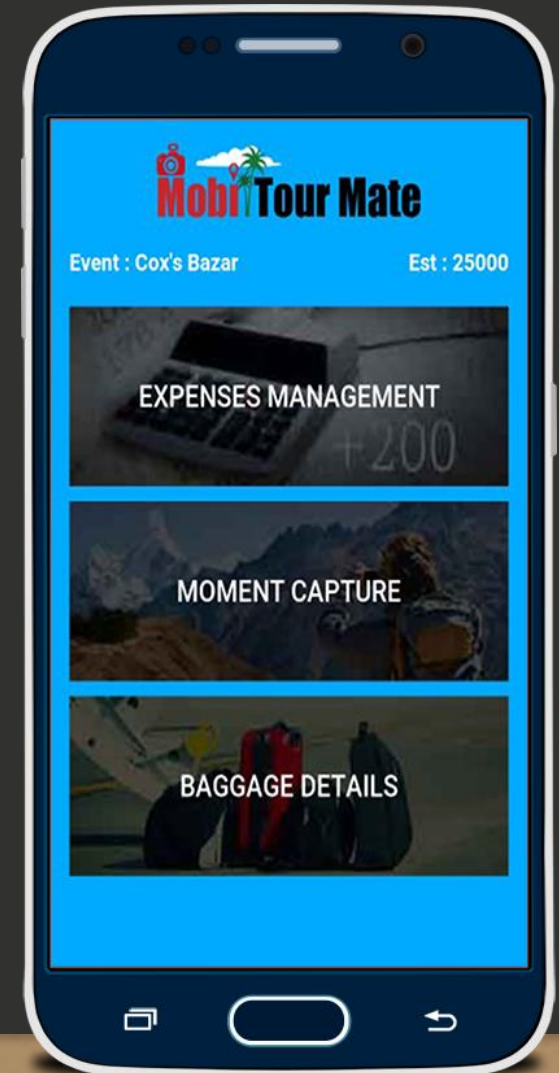 Mobi Tour Mate
Event : Cox's Bazar
Est : 25000
EXPENSES MANAGEMENT
+200
MOMENT CAPTURE
BAGGAGE DETAILS